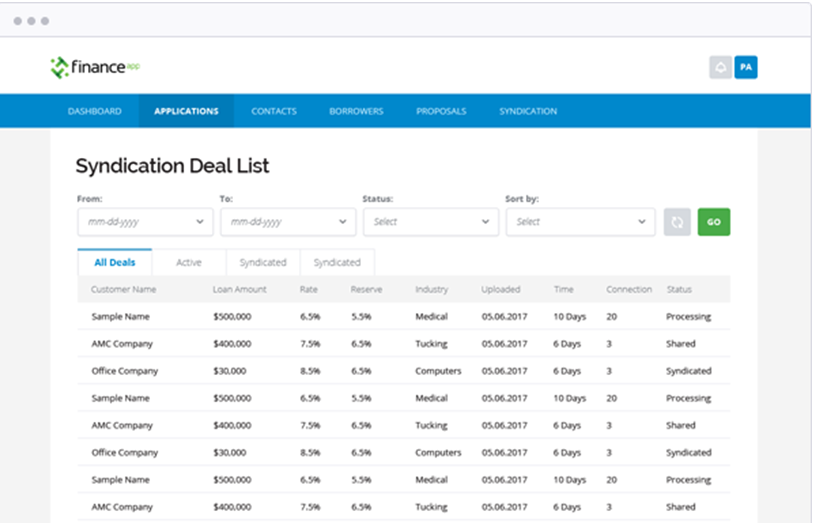 finance app
PA
DASHBOARD APPLICATIONS CONTACTS BORROWERS PROPOSALS SYNDICATION
Syndication Deal List
From: To: Status: Sort by:
mm-dd-yyyy mm-dd-yyyy Select Select GO
All Deals Active Syndicated Syndicated
Customer Name Loan Amount Rate Reserve Industry Uploaded Time Connection Status
Sample Name $500,000 6.5% 5.5% Medical 05.06.2017 10 Days 20 Processing
AMC Company $400,000 7.5% 6.5% Tucking 05.06.2017 6 Days 3 Shared
Office Company $30,000 8.5% 6.5% Computers 05.06.2017 6 Days 3 Syndicated
Sample Name $500,000 6.5% 5.5% Medical 05.06.2017 10 Days 20 Processing
AMC Company $400,000 7.5% 6.5% Tucking 05.06.2017 6 Days 3 Shared
Office Company $30,000 8.5% 6.5% Computers 05.06.2017 6 Days 3 Syndicated
Sample Name $500,000 6.5% 5.5% Medical 05.06.2017 10 Days 20 Processing
AMC Company $400,000 7.5% 6.5% Tucking 05.06.2017 6 Days 3 Shared